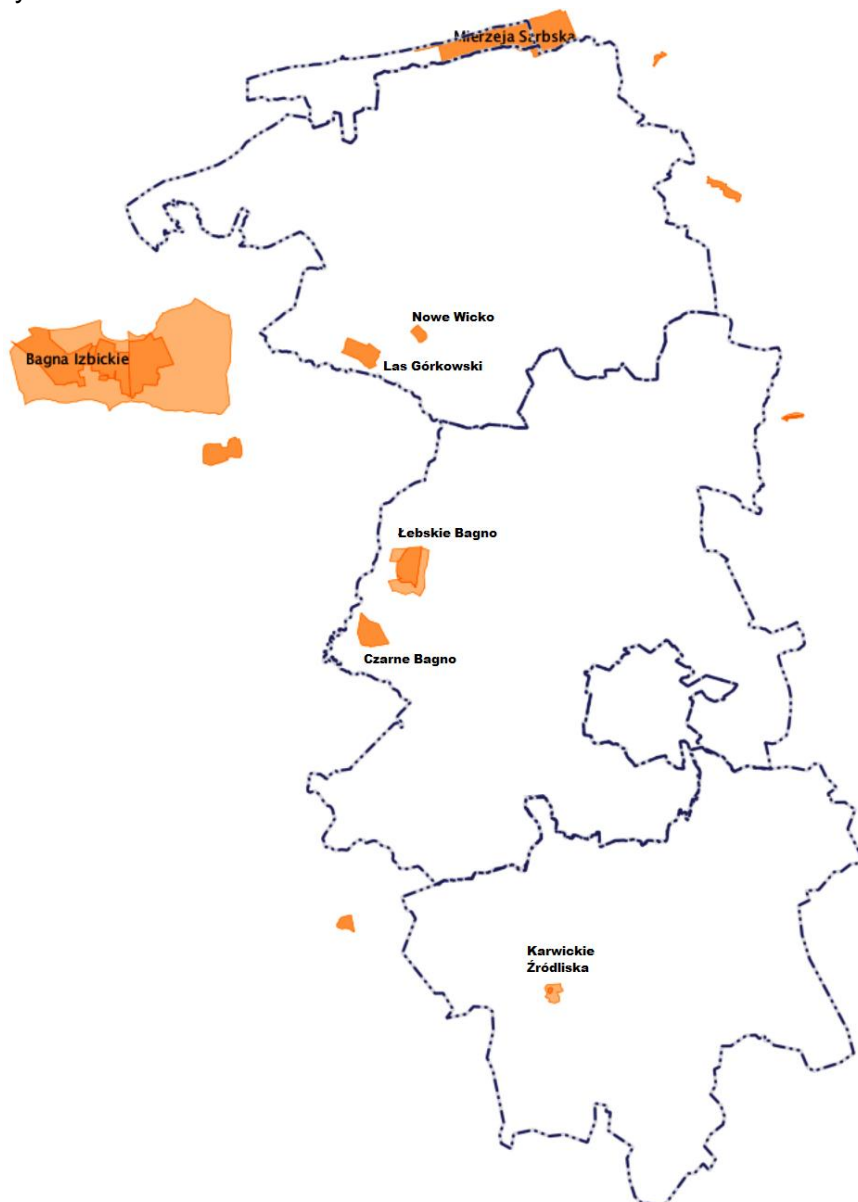 Mierzeja Sarbska
Nowe Wicko
Bagna Izbickie
Las Górkowski
Łebskie Bagno
Czarne Bagno
Karwickie
Źródliska